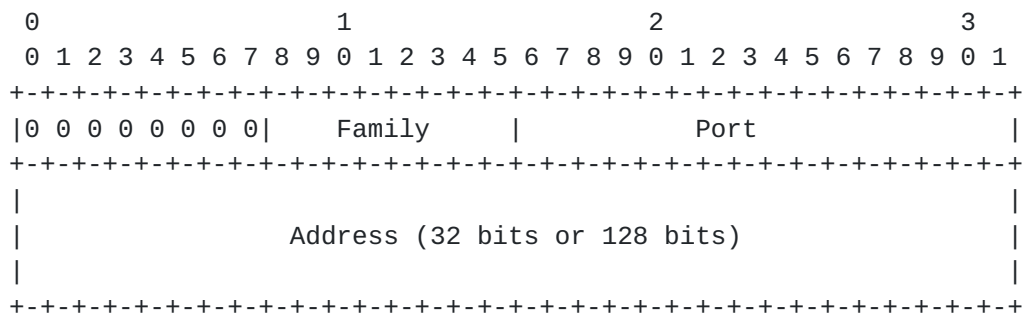 0                   1                   2                   3
 0 1 2 3 4 5 6 7 8 9 0 1 2 3 4 5 6 7 8 9 0 1 2 3 4 5 6 7 8 9 0 1
+-+-+-+-+-+-+-+-+-+-+-+-+-+-+-+-+-+-+-+-+-+-+-+-+-+-+-+-+-+-+-+-+
|0 0 0 0 0 0 0 0|    Family     |           Port                |
+-+-+-+-+-+-+-+-+-+-+-+-+-+-+-+-+-+-+-+-+-+-+-+-+-+-+-+-+-+-+-+-+
|                                                               |
|                 Address (32 bits or 128 bits)                 |
|                                                               |
+-+-+-+-+-+-+-+-+-+-+-+-+-+-+-+-+-+-+-+-+-+-+-+-+-+-+-+-+-+-+-+-+